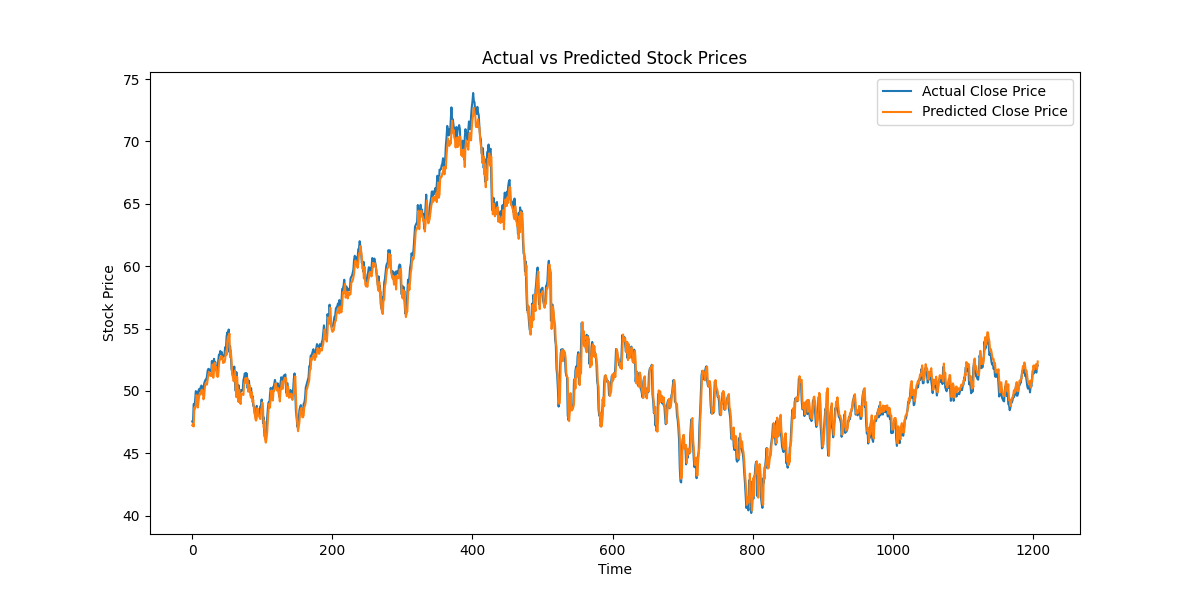 Actual vs Predicted Stock Prices
Actual Close Price
Predicted Close Price
Stock Price
75
70
65
60
55
50
45
40
0 200 400 600 800 1000 1200
Time